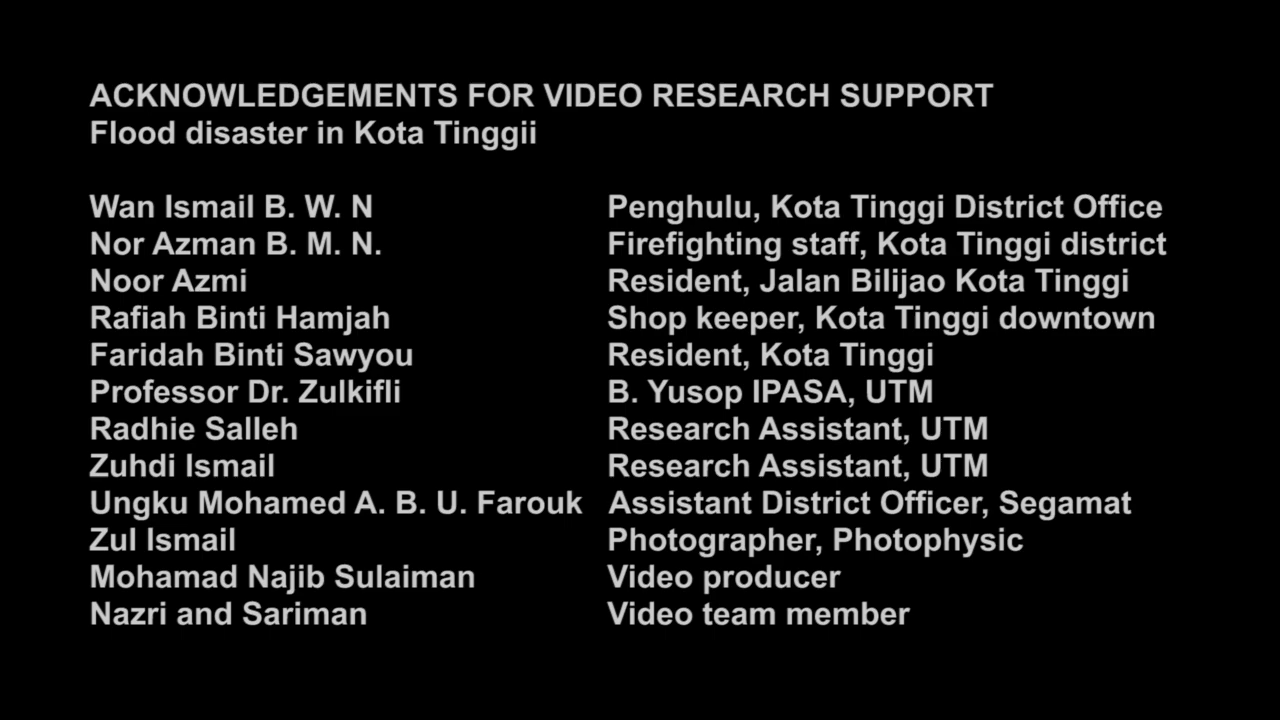 ACKNOWLEDGEMENTS FOR VIDEO RESEARCH SUPPORT
Flood disaster in Kota Tinggii
Wan Ismail B. W. N Penghulu, Kota Tinggi District Office
Nor Azman B. M. N. Firefighting staff, Kota Tinggi district
Noor Azmi Resident, Jalan Bilijao Kota Tinggi
Rafiah Binti Hamjah Shop keeper, Kota Tinggi downtown
Faridah Binti Sawyou Resident, Kota Tinggi
Professor Dr. Zulkifli B. Yusop IPASA, UTM
Radhie Salleh Research Assistant, UTM
Zuhdi Ismail Research Assistant, UTM
Ungku Mohamed A. B. U. Farouk Assistant District Officer, Segamat
Zul Ismail Photographer, Photophysic
Mohamad Najib Sulaiman Video producer
Nazri and Sariman Video team member